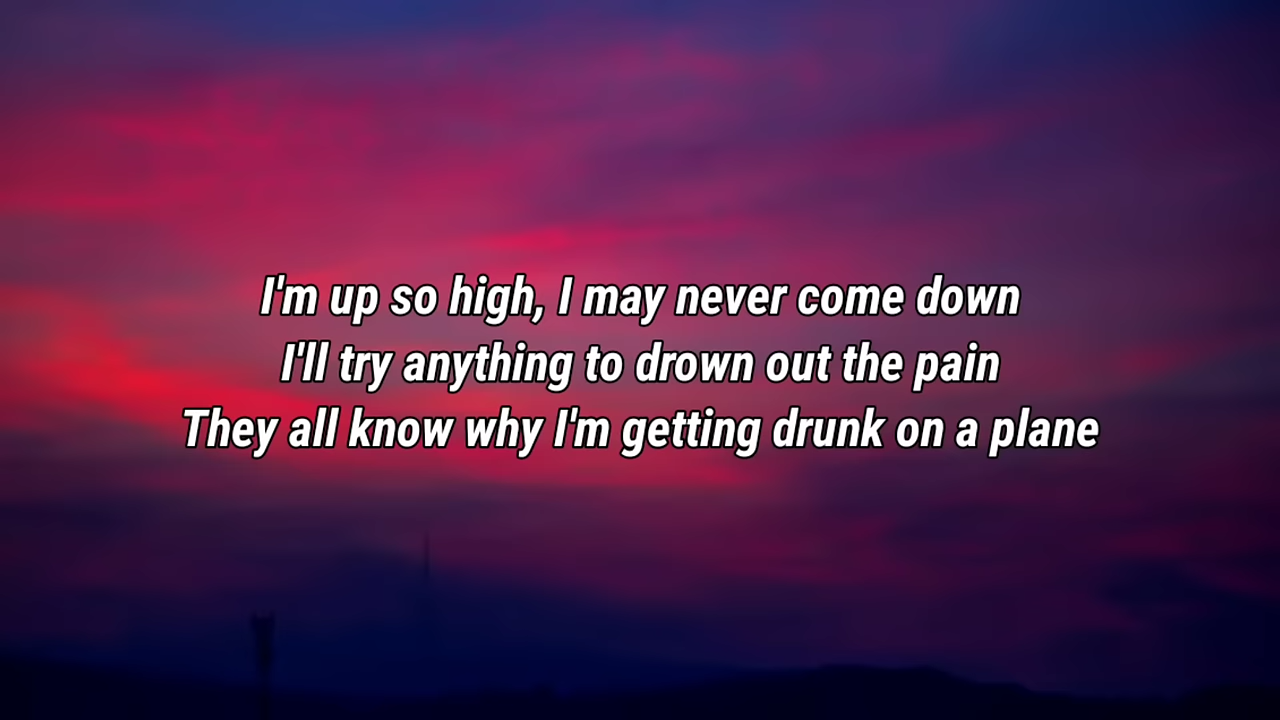 I'm up so high, I may never come down
I'll try anything to drown out the pain
They all know why I'm getting drunk on a plane